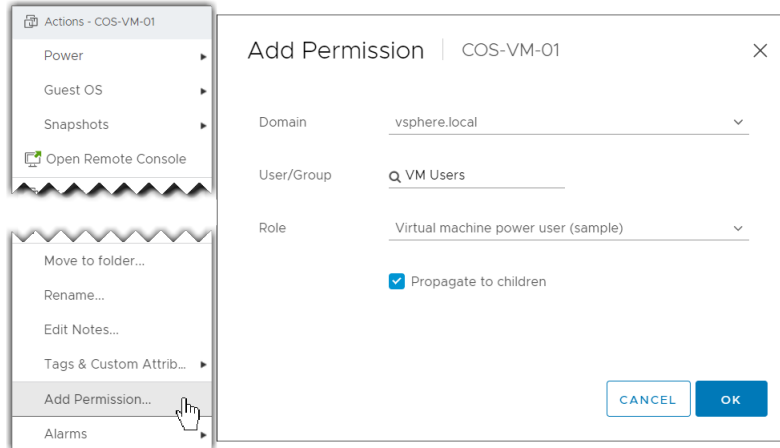 Actions - COS-VM-01
Power
Guest OS
Snapshots
Open Remote Console
Move to folder...
Rename...
Edit Notes...
Tags & Custom Attrib...
Add Permission...
Alarms
Add Permission COS-VM-01
Domain vsphere.local
User/Group VM Users
Role Virtual machine power user (sample)
Propagate to children
CANCEL OK